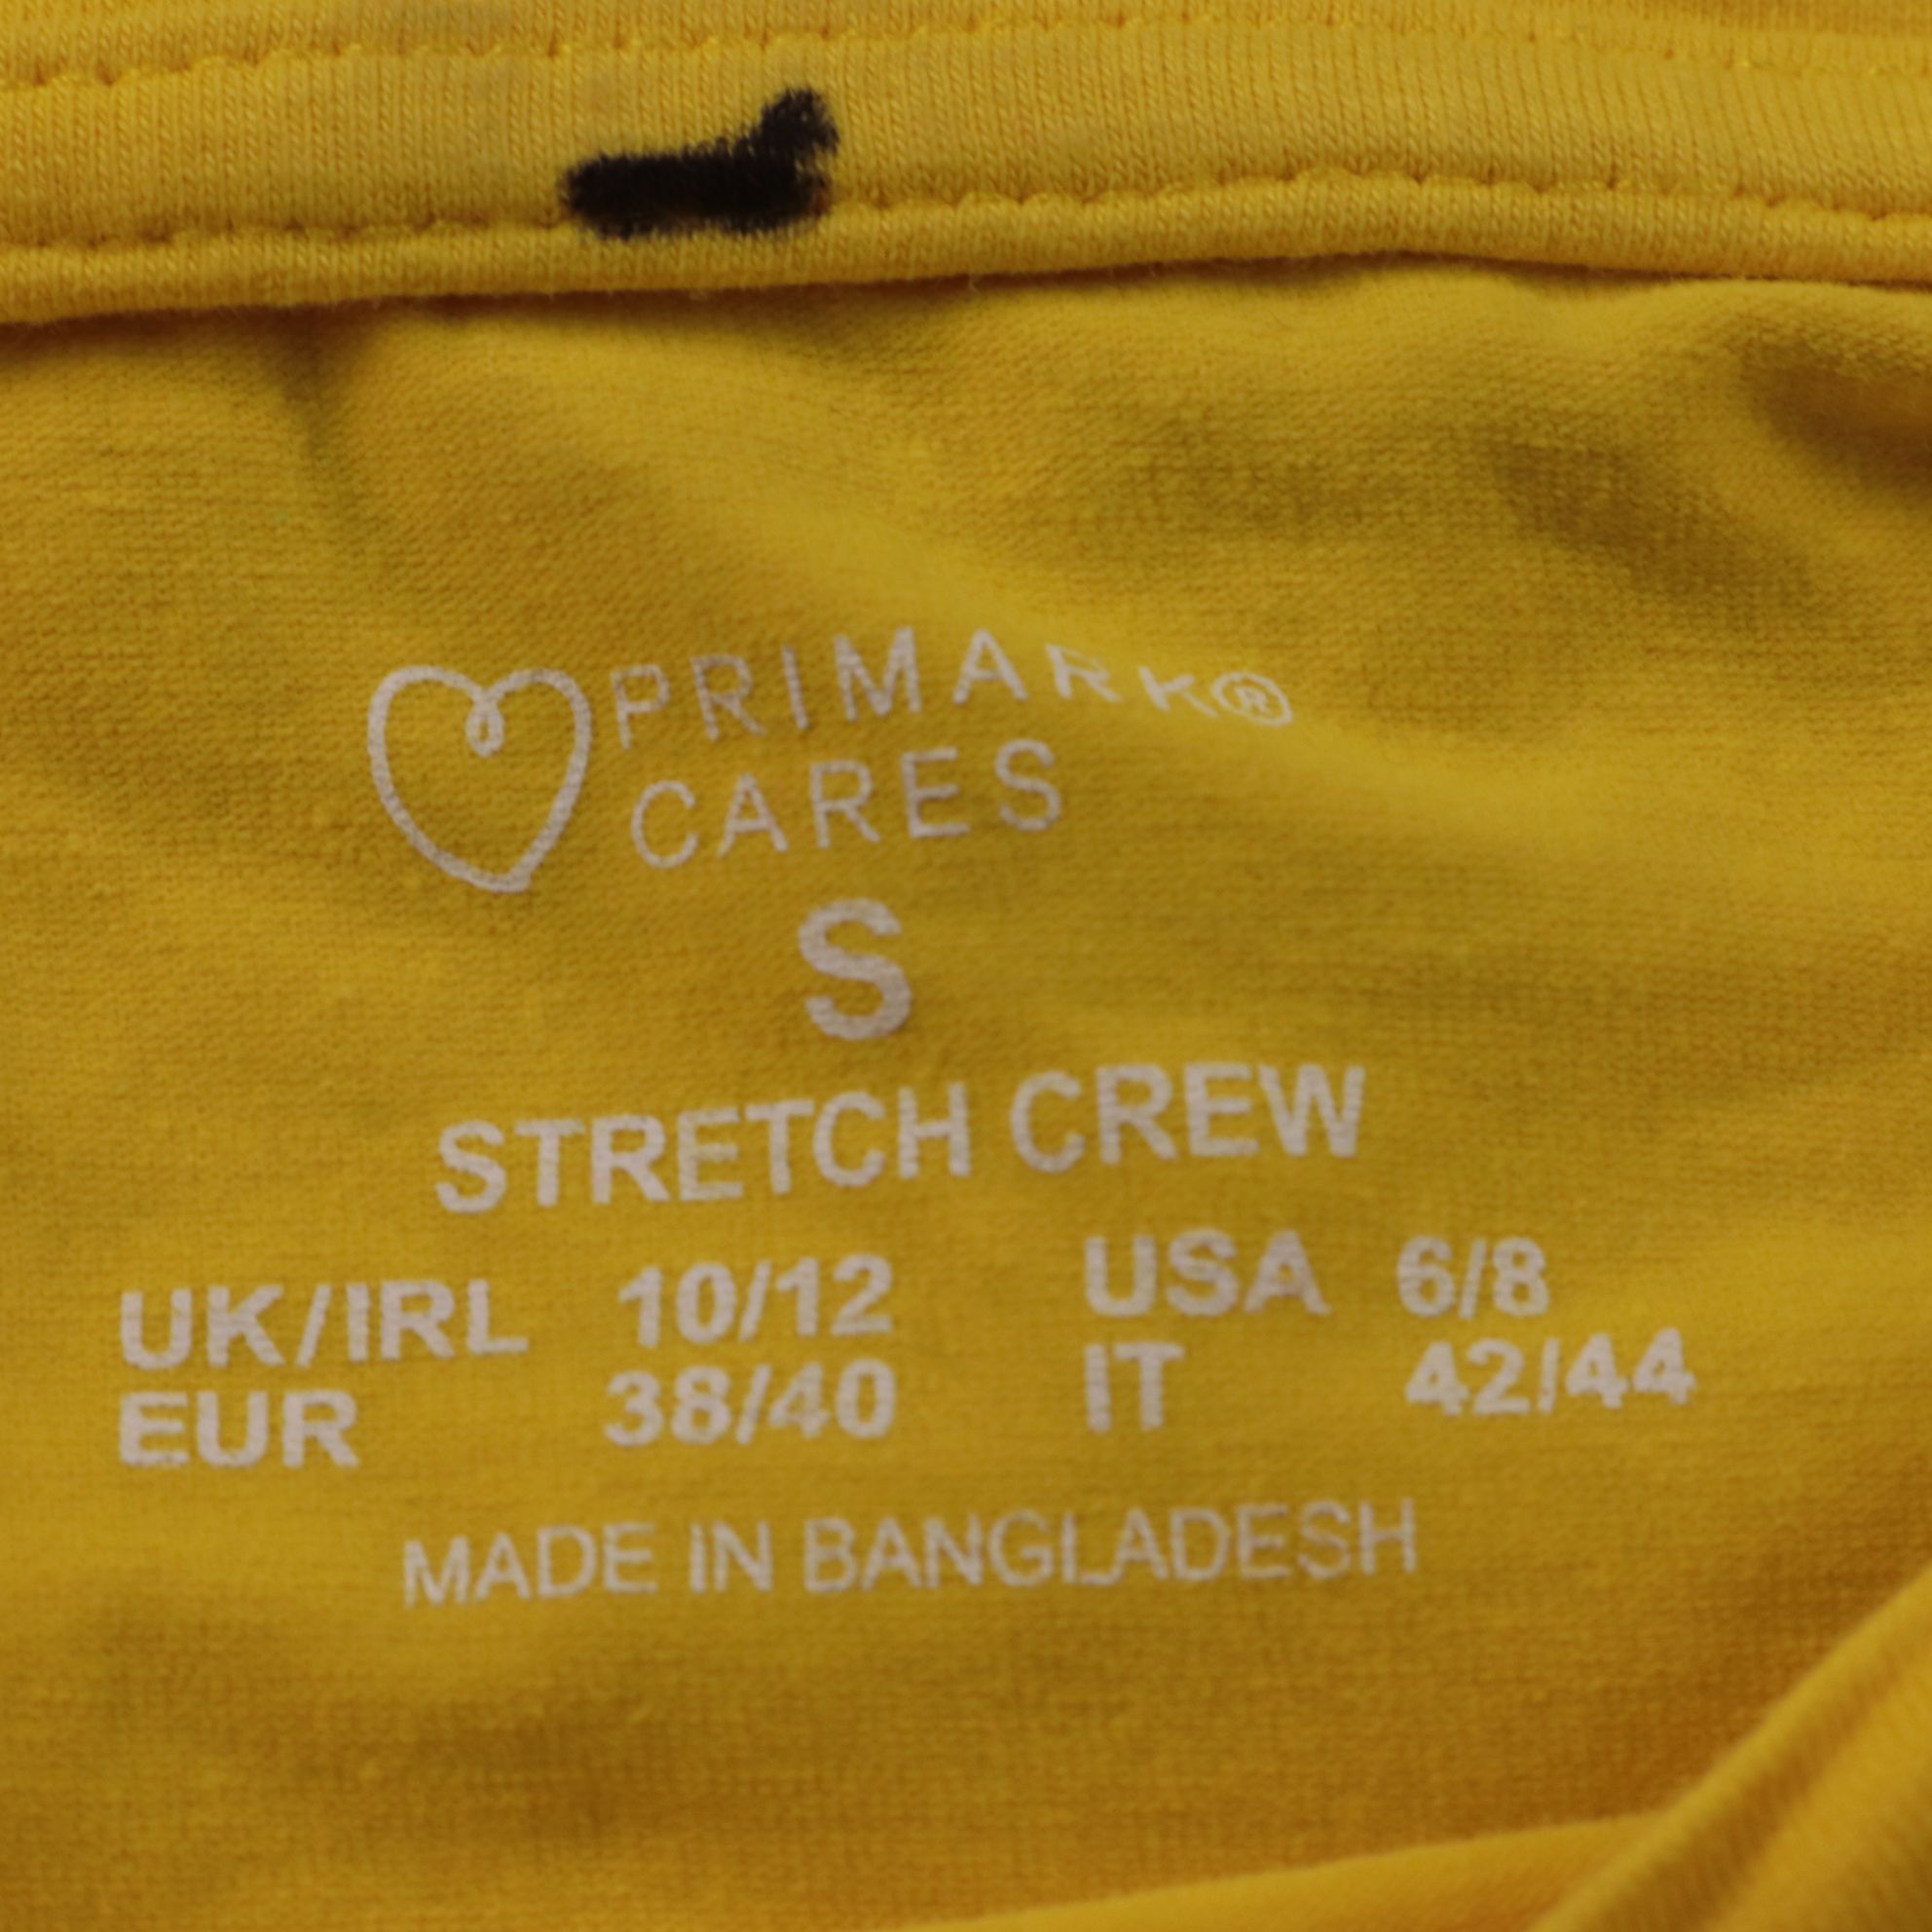 PRIMARK®
CARES
S
STRETCH CREW
UK/IRL 10/12 USA 6/8
EUR 38/40 IT 42/44
MADE IN BANGLADESH